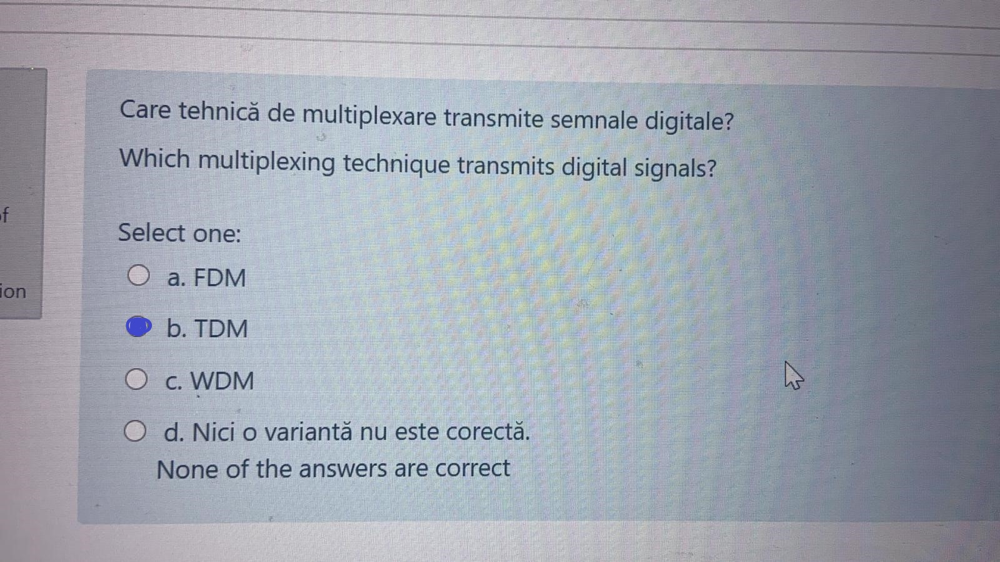 of
ion
Care tehnică de multiplexare transmite semnale digitale?
Which multiplexing technique transmits digital signals?
Select one:
a. FDM
b. TDM
c. WDM
d. Nici o variantă nu este corectă.
None of the answers are correct